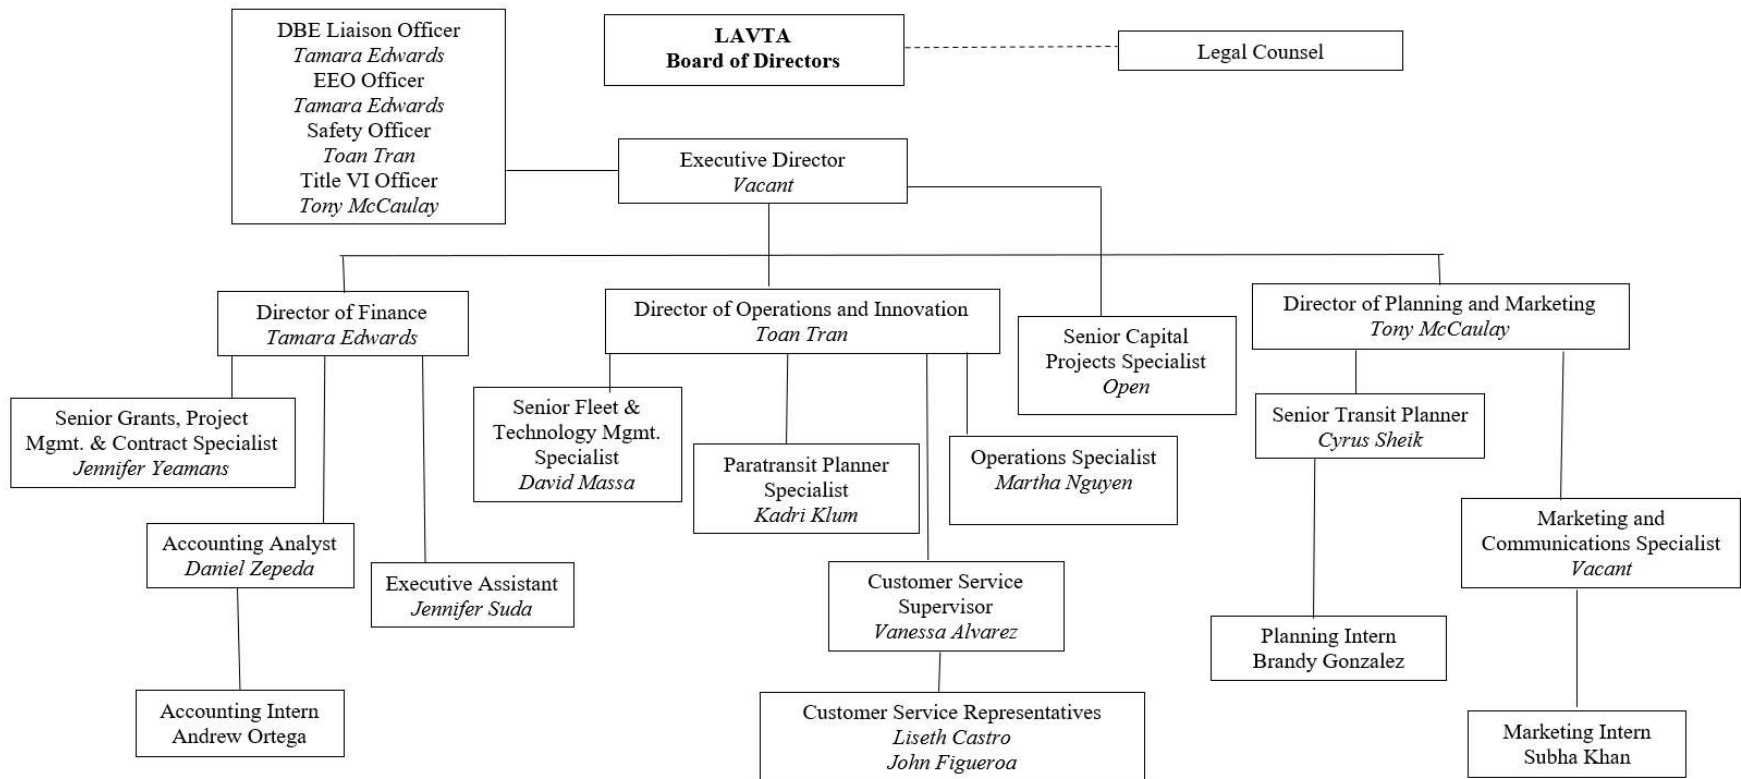 DBE Liaison Officer
Tamara Edwards
EEO Officer
Tamara Edwards
Safety Officer
Toan Tran
Title VI Officer
Tony McCaulay
LAVTA
Board of Directors
Legal Counsel
Executive Director
Vacant
Director of Finance
Tamara Edwards
Director of Operations and Innovation
Toan Tran
Senior Capital
Projects Specialist
Open
Director of Planning and Marketing
Tony McCaulay
Senior Grants, Project
Mgmt. & Contract Specialist
Jennifer Yeamans
Senior Fleet &
Technology Mgmt.
Specialist
David Massa
Paratransit Planner
Specialist
Kadri Klum
Operations Specialist
Martha Nguyen
Senior Transit Planner
Cyrus Sheik
Accounting Analyst
Daniel Zepeda
Executive Assistant
Jennifer Suda
Customer Service
Supervisor
Vanessa Alvarez
Marketing and
Communications Specialist
Vacant
Planning Intern
Brandy Gonzalez
Accounting Intern
Andrew Ortega
Customer Service Representatives
Liseth Castro
John Figueroa
Marketing Intern
Subha Khan